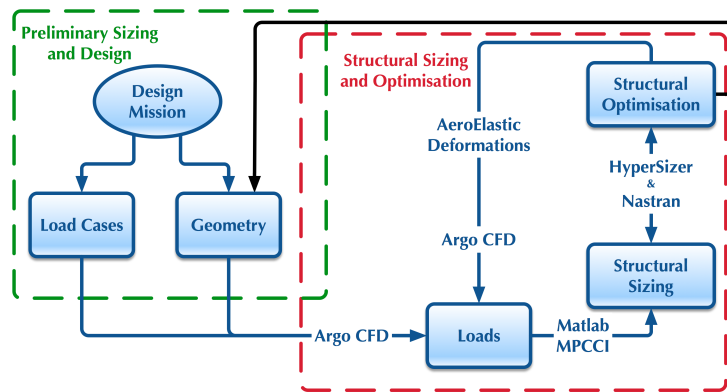 Preliminary Sizing
and Design
Design
Mission
Load Cases
Geometry
Structural Sizing
and Optimisation
AeroElastic
Deformations
Argo CFD
Structural
Optimisation
HyperSizer
&
Nastran
Structural
Sizing
Argo CFD
Loads
Matlab
MPCCI